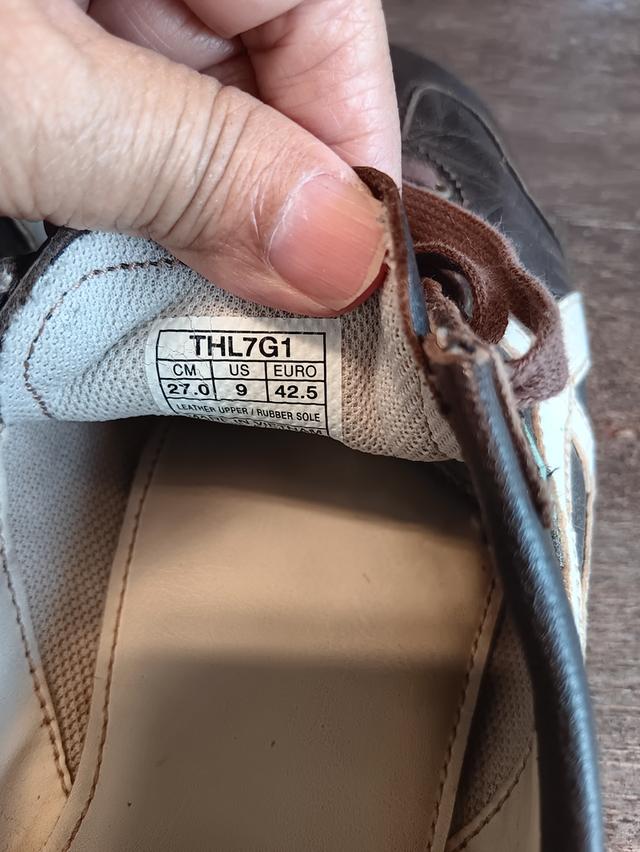 THL7G1
CM US EURO
27.0 9 42.5
LEATHER UPPER / RUBBER SOLE
MADE IN VIETNAM